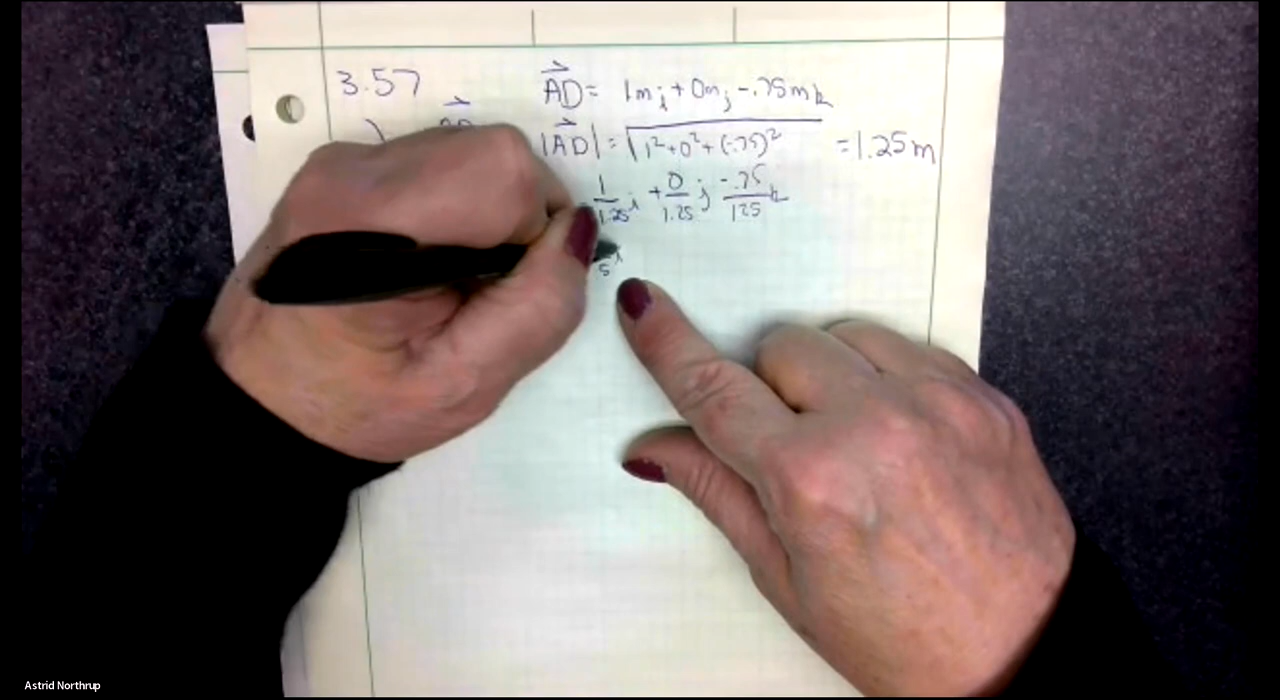 3.57
AD = 1m i + 0m j - .75m k
|AD| = √1² + 0² + (-.75)² = 1.25m
1/1.25 i + 0/1.25 j -.75/1.25 k
5 i
Astrid Northrup